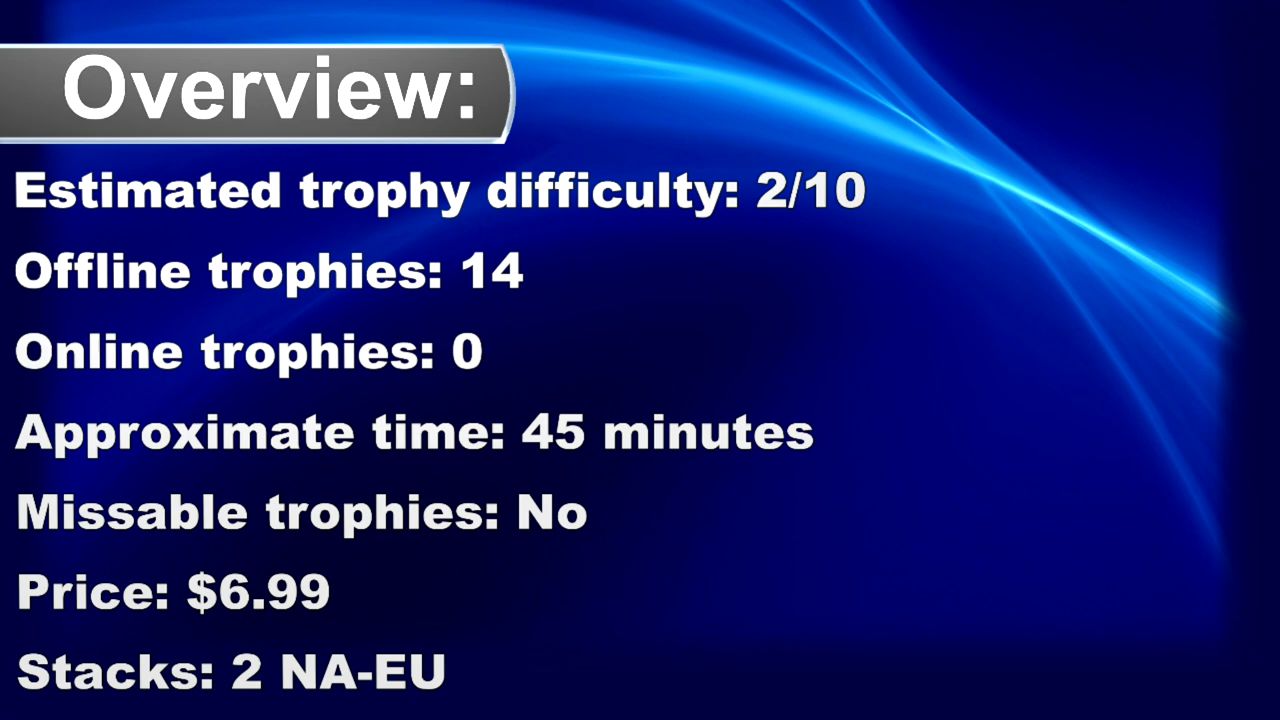 Overview:
Estimated trophy difficulty: 2/10
Offline trophies: 14
Online trophies: 0
Approximate time: 45 minutes
Missable trophies: No
Price: $6.99
Stacks: 2 NA-EU